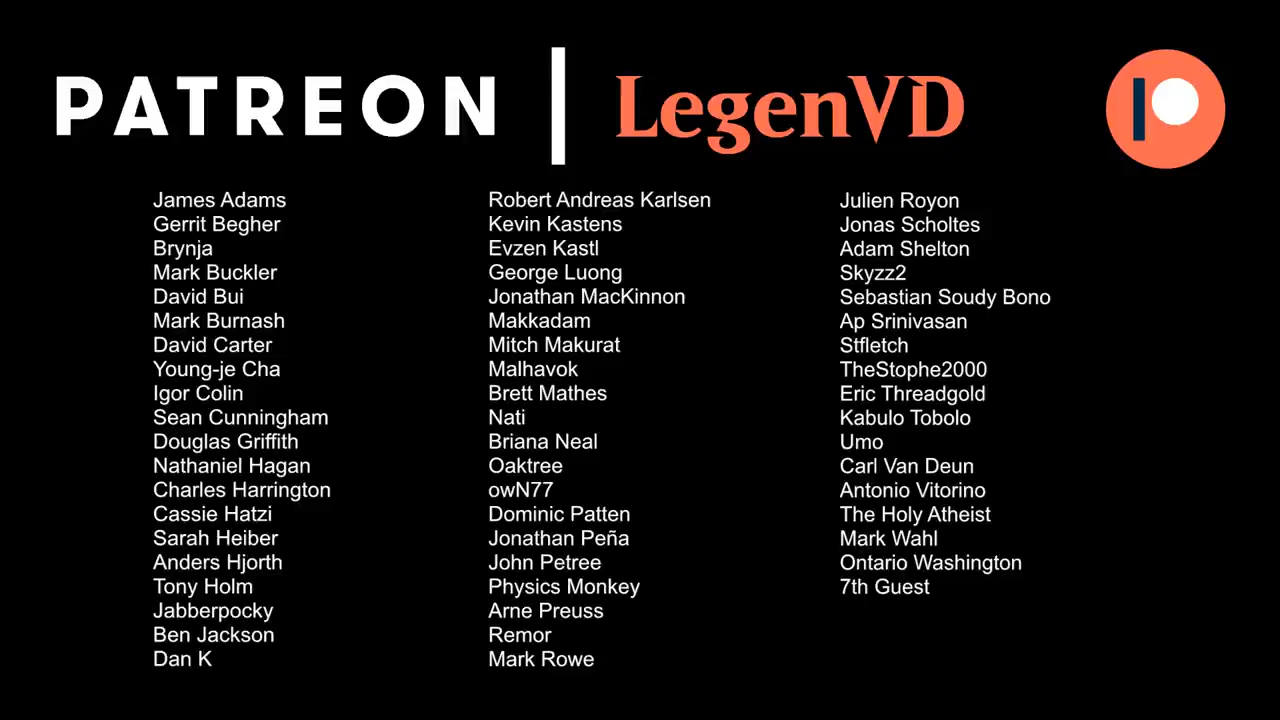 PATREON | LegenVD
James Adams
Gerrit Begher
Brynja
Mark Buckler
David Bui
Mark Burnash
David Carter
Young-je Cha
Igor Colin
Sean Cunningham
Douglas Griffith
Nathaniel Hagan
Charles Harrington
Cassie Hatzi
Sarah Heiber
Anders Hjorth
Tony Holm
Jabberpocky
Ben Jackson
Dan K
Robert Andreas Karlsen
Kevin Kastens
Evzen Kastl
George Luong
Jonathan MacKinnon
Makkadam
Mitch Makurat
Malhavok
Brett Mathes
Nati
Briana Neal
Oaktree
owN77
Dominic Patten
Jonathan Peña
John Petree
Physics Monkey
Arne Preuss
Remor
Mark Rowe
Julien Royon
Jonas Scholtes
Adam Shelton
Skyzz2
Sebastian Soudy Bono
Ap Srinivasan
Stfletch
TheStophe2000
Eric Threadgold
Kabulo Tobolo
Umo
Carl Van Deun
Antonio Vitorino
The Holy Atheist
Mark Wahl
Ontario Washington
7th Guest